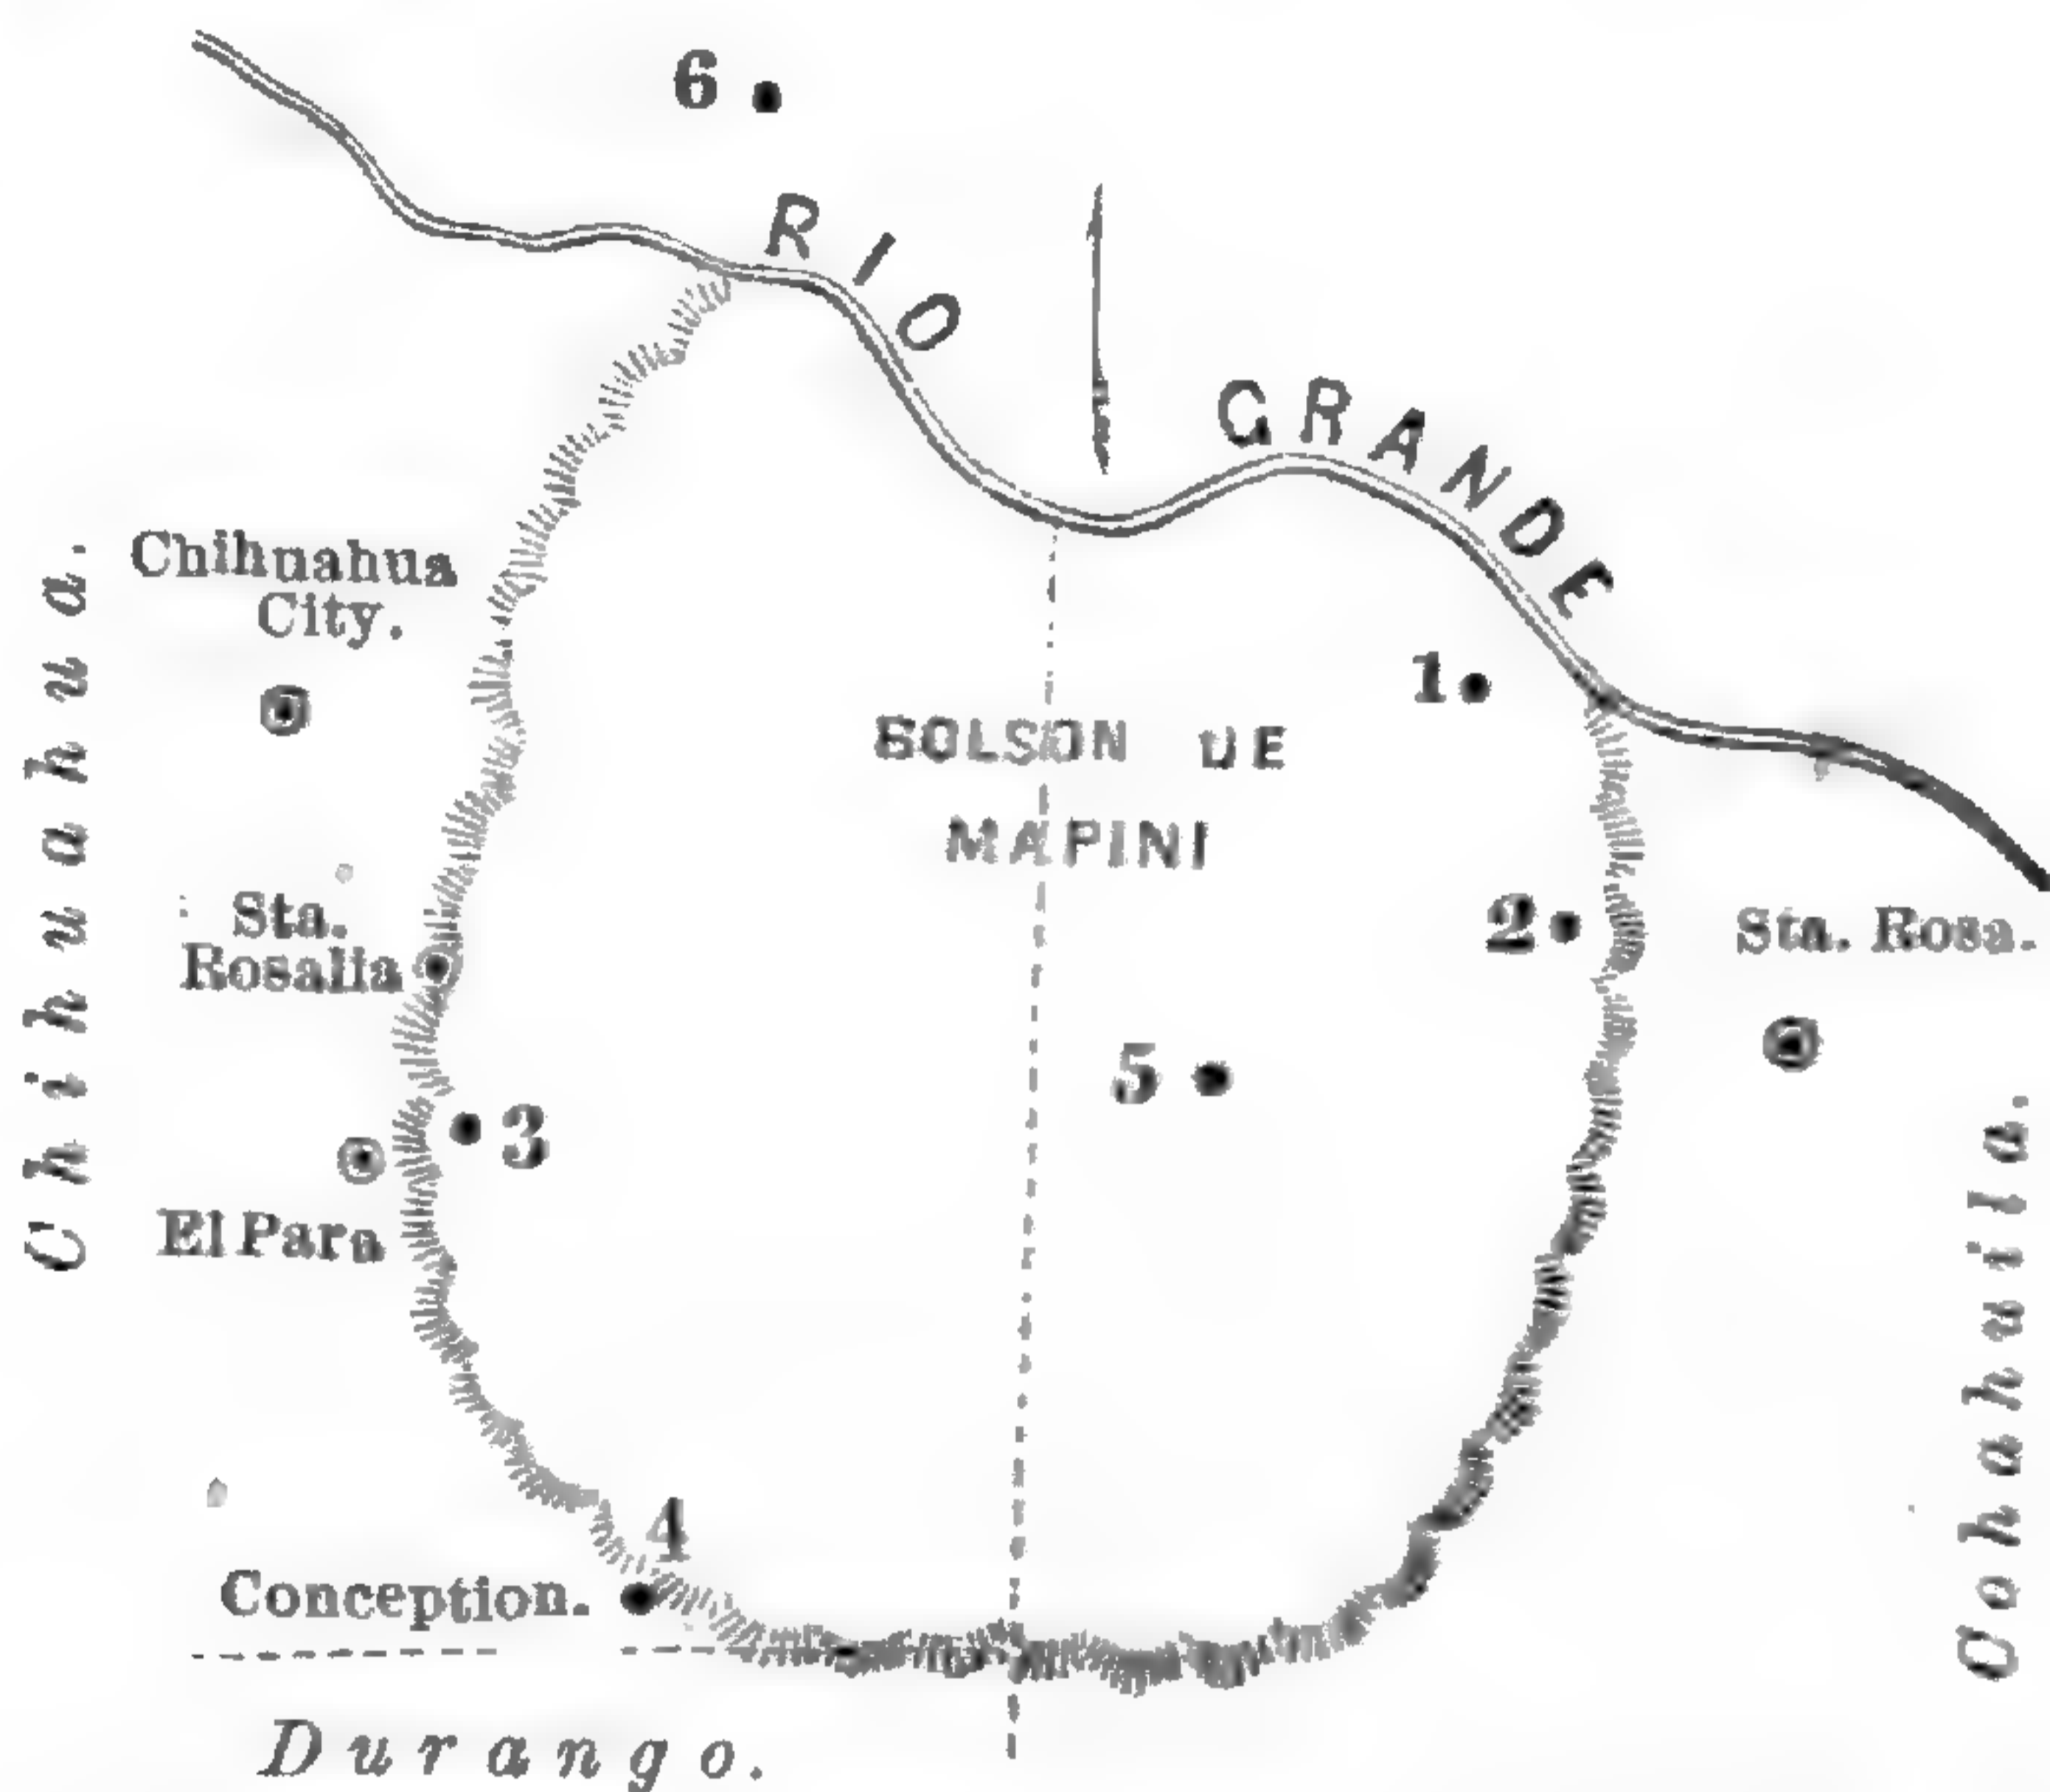 6
RIO GRANDE
Chihuahua
City.
1
BOLSON DE
MAPINI
Chihuahua.
Sta.
Rosalia
2
Sta. Rosa.
5
3
El Para
Cohahuila.
4
Conception.
Durango.